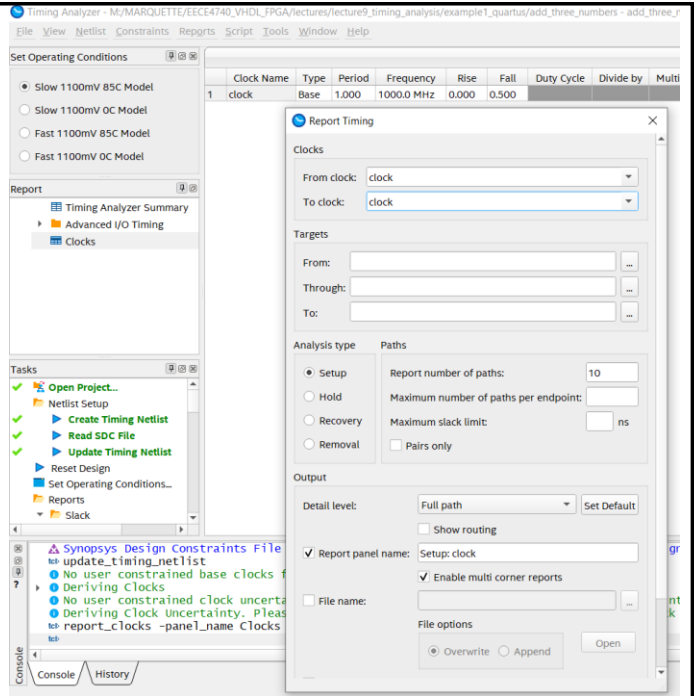 Timing Analyzer - M:/MARQUETTE/EECE4740_VHDL_FPGA/lectures/lecture9_timing_analysis/example1_quartus/add_three_numbers - add_three_n
File View Netlist Constraints Reports Script Tools Window Help
Set Operating Conditions
Slow 1100mV 85C Model
Slow 1100mV 0C Model
Fast 1100mV 85C Model
Fast 1100mV 0C Model
Clock Name Type Period Frequency Rise Fall Duty Cycle Divide by Multi
1 clock Base 1.000 1000.0 MHz 0.000 0.500
Report
Timing Analyzer Summary
Advanced I/O Timing
Clocks
Tasks
Open Project...
Netlist Setup
Create Timing Netlist
Read SDC File
Update Timing Netlist
Reset Design
Set Operating Conditions...
Reports
Slack
Report Timing
Clocks
From clock: clock
To clock: clock
Targets
From: ...
Through: ...
To: ...
Analysis type
Setup
Hold
Recovery
Removal
Paths
Report number of paths: 10
Maximum number of paths per endpoint:
Maximum slack limit: ns
Pairs only
Output
Detail level: Full path Set Default
Show routing
Report panel name: Setup: clock
Enable multi corner reports
File name: ...
File options
Overwrite Append Open
Synopsys Design Constraints File
tcl> update_timing_netlist
No user constrained base clocks f
Deriving Clocks
No user constrained clock uncerta
Deriving Clock Uncertainty. Pleas
tcl> report_clocks -panel_name Clocks
tcl>
Console
Console History